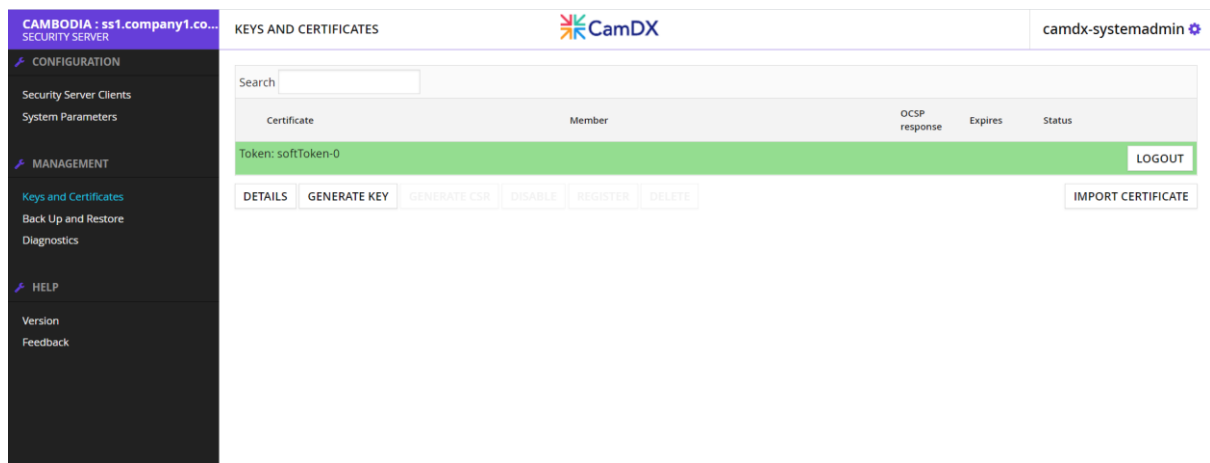 CAMBODIA : ss1.company1.co...
SECURITY SERVER
KEYS AND CERTIFICATES
CamDX
camdx-systemadmin
CONFIGURATION
Security Server Clients
System Parameters
MANAGEMENT
Keys and Certificates
Back Up and Restore
Diagnostics
HELP
Version
Feedback
Search
Certificate Member OCSP response Expires Status
Token: softToken-0 LOGOUT
DETAILS GENERATE KEY GENERATE CSR DISABLE REGISTER DELETE IMPORT CERTIFICATE